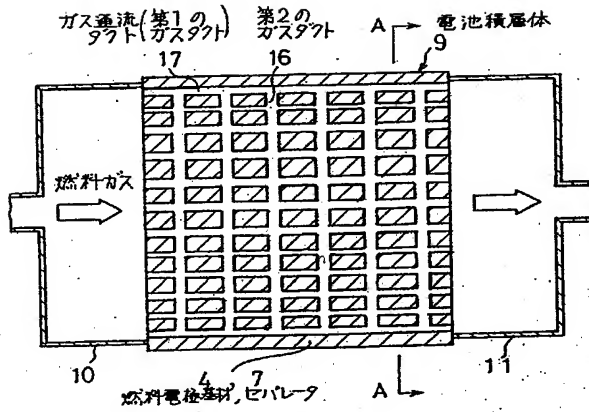 ガス通流(第1の
ダクト ガスダクト)
第2の
ガスダクト
A
電池積層体
17
16
9
燃料ガス
10
4
7
燃料電極基材,セパレータ
A
11